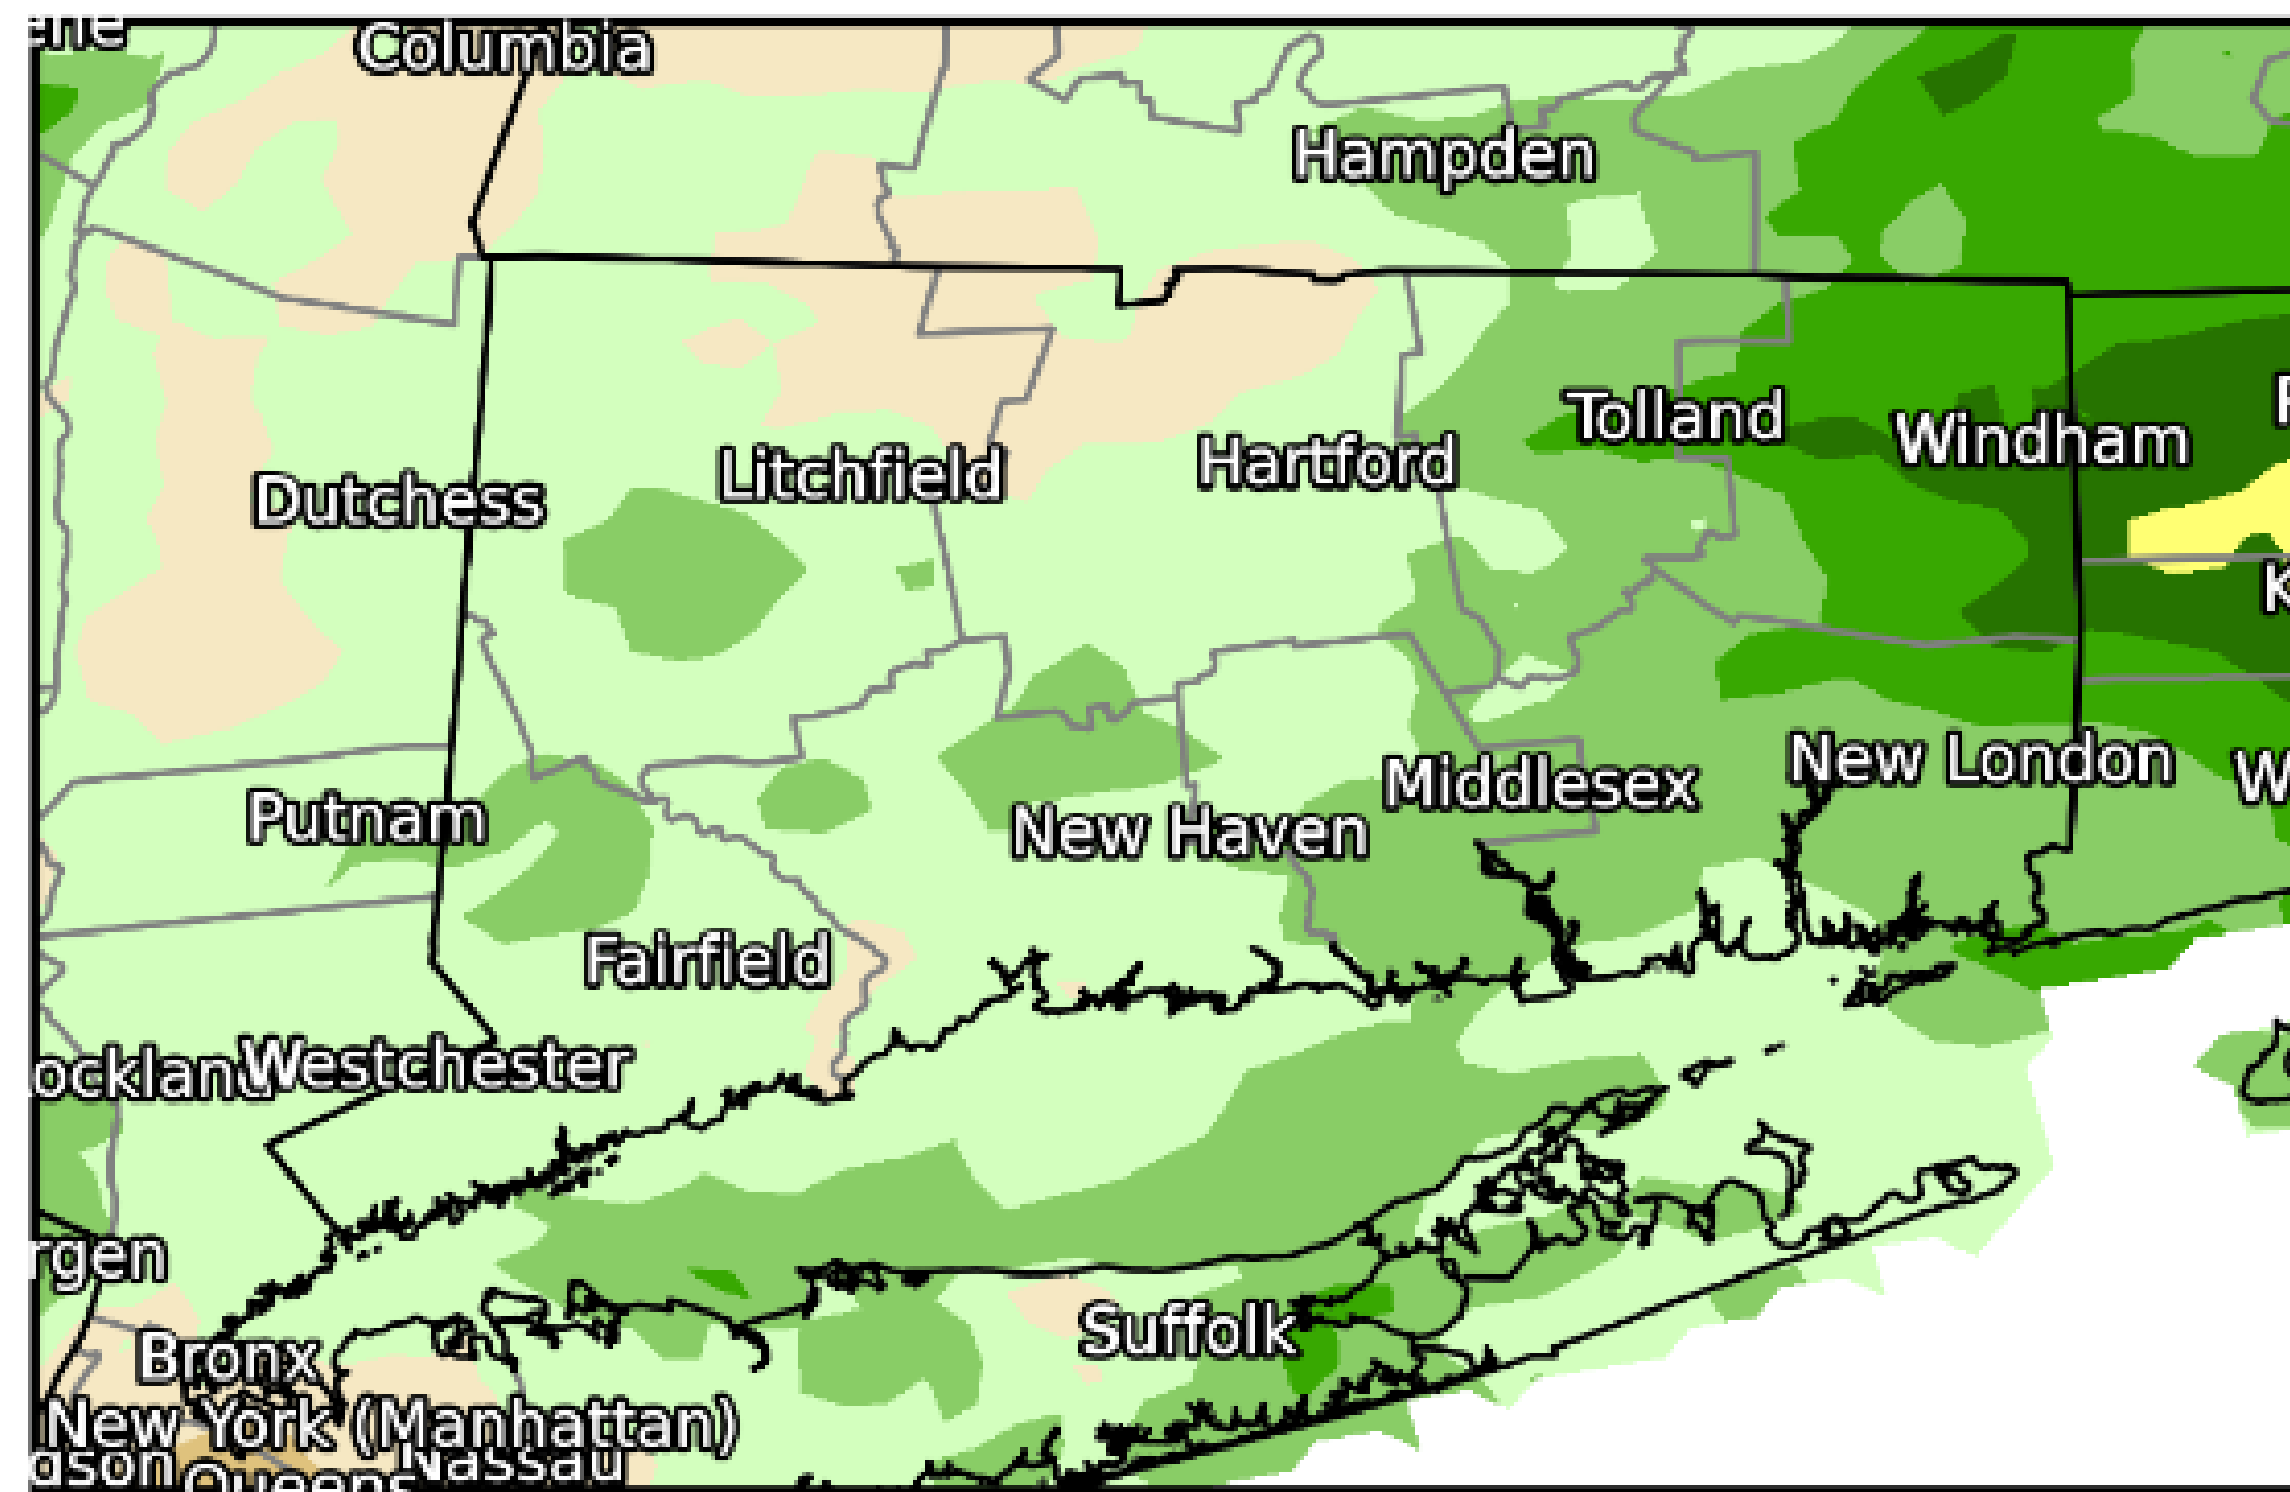 Columbia
Hampden
Tolland
Windham
Hartford
Litchfield
Dutchess
New London
Middlesex
Putnam
New Haven
Fairfield
Westchester
Suffolk
Bronx
New York (Manhattan)
Nassau
Queens